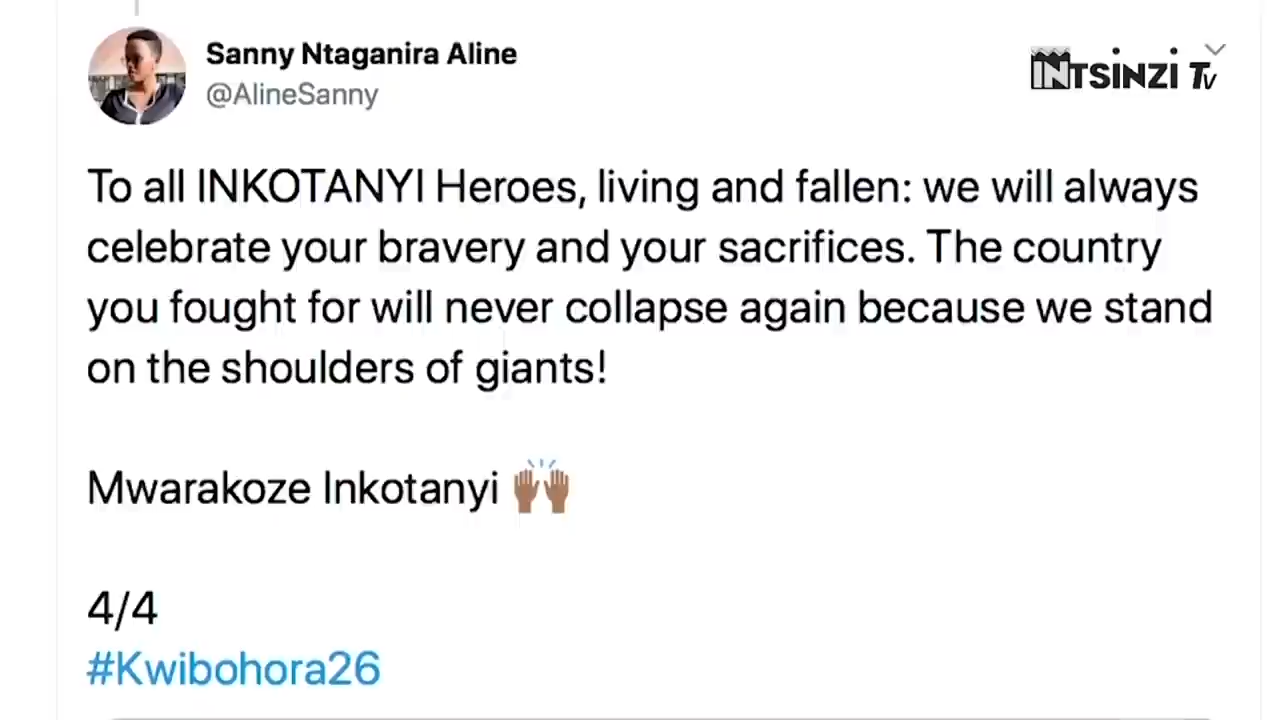 Sanny Ntaganira Aline
@AlineSanny
INTSINZI TV
To all INKOTANYI Heroes, living and fallen: we will always
celebrate your bravery and your sacrifices. The country
you fought for will never collapse again because we stand
on the shoulders of giants!
Mwarakoze Inkotanyi 🙌🏾
4/4
#Kwibohora26